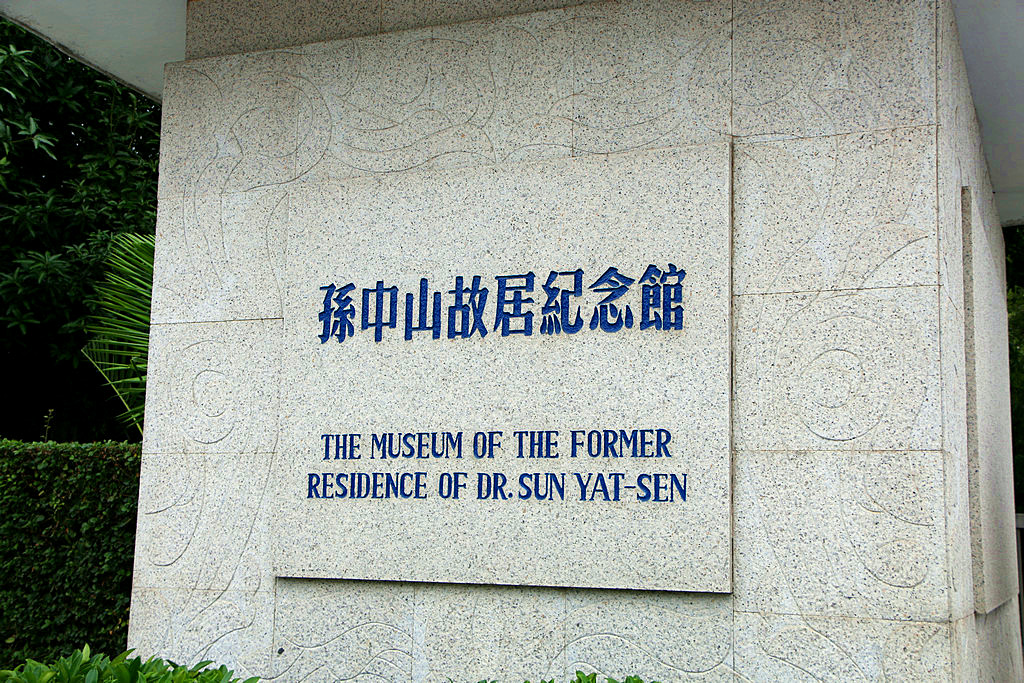 孫中山故居紀念館
THE MUSEUM OF THE FORMER
RESIDENCE OF DR. SUN YAT-SEN